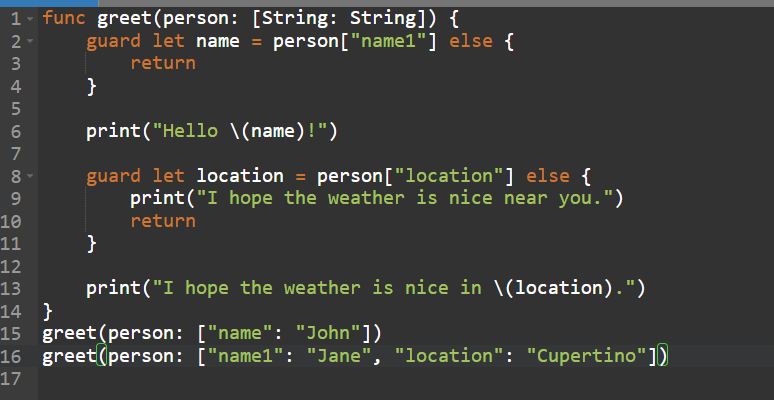 1 func greet(person: [String: String]) {
2     guard let name = person["name1"] else {
3         return
4     }
5
6     print("Hello \(name)!")
7
8     guard let location = person["location"] else {
9         print("I hope the weather is nice near you.")
10         return
11     }
12
13     print("I hope the weather is nice in \(location).")
14 }
15 greet(person: ["name": "John"])
16 greet(person: ["name1": "Jane", "location": "Cupertino"])
17